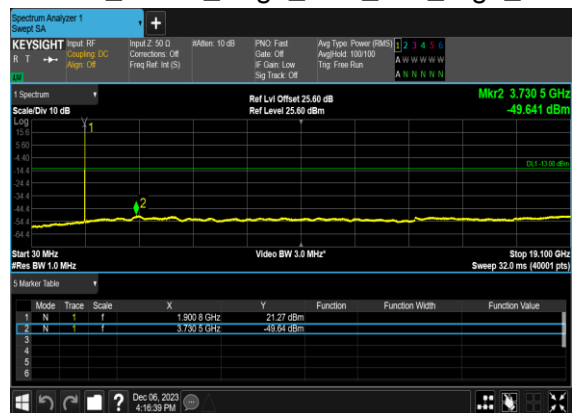 Spectrum Analyzer 1
Swept SA
+
KEYSIGHT Input: RF Input Z: 50 Ω #Atten: 10 dB PNO: Fast Avg Type: Power (RMS) 1 2 3 4 5 6
R T Coupling: DC Corrections: Off Gate: Off Avg|Hold: 100/100 A W W W W W
Align: Off Freq Ref: Int (S) IF Gain: Low Trig: Free Run
Sig Track: Off A N N N N N
1 Spectrum Ref Lvl Offset 25.60 dB Mkr2 3.730 5 GHz
Scale/Div 10 dB Ref Level 25.60 dBm -49.641 dBm
Log
15.6
5.60
-4.40
-14.4 DL1 -13.00 dBm
-24.4
-34.4
-44.4
-54.4
-64.4
1
2
Start 30 MHz Video BW 3.0 MHz* Stop 19.100 GHz
#Res BW 1.0 MHz Sweep 32.0 ms (40001 pts)
5 Marker Table
Mode Trace Scale X Y Function Function Width Function Value
1 N 1 f 1.900 8 GHz 21.27 dBm
2 N 1 f 3.730 5 GHz -49.64 dBm
3
4
5
6
? Dec 06, 2023
4:16:39 PM